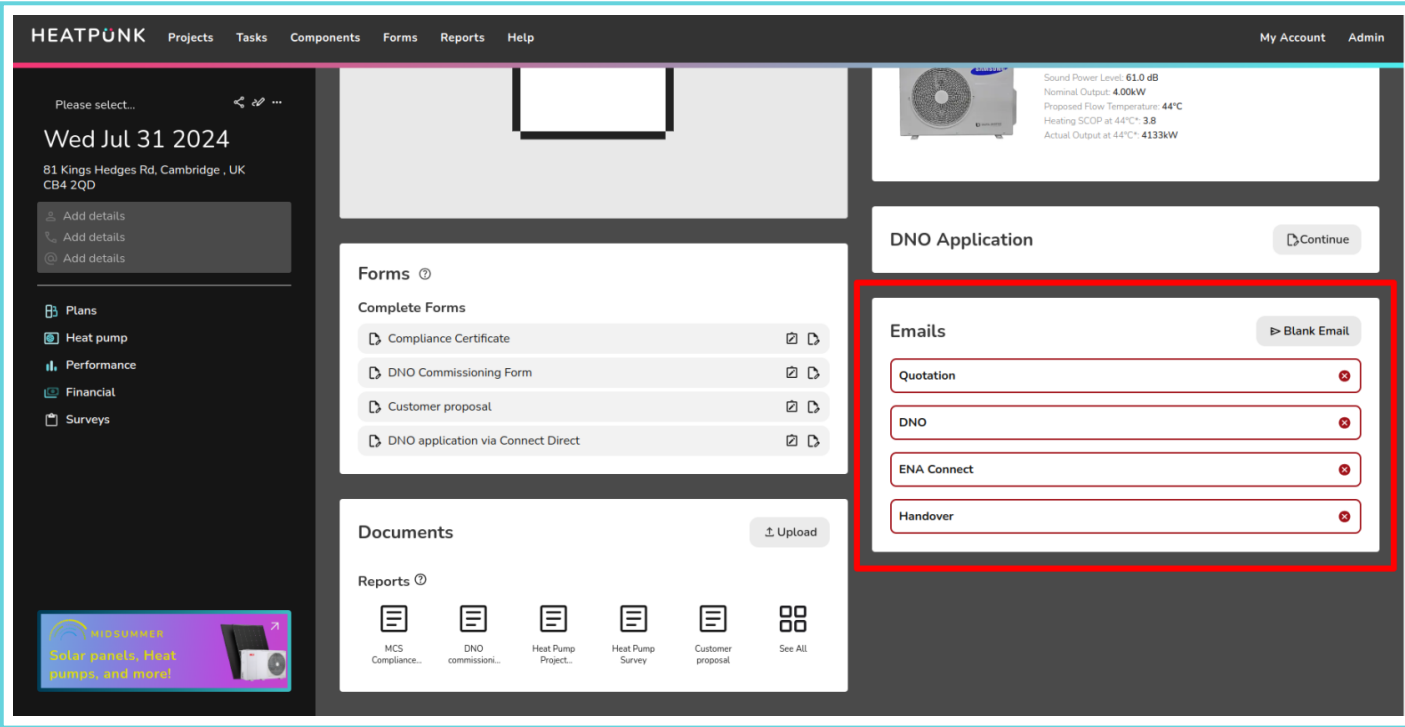 HEATPÜNK Projects Tasks Components Forms Reports Help My Account Admin
Please select...
Wed Jul 31 2024
81 Kings Hedges Rd, Cambridge , UK
CB4 2QD
Add details
Add details
Add details
Plans
Heat pump
Performance
Financial
Surveys
MIDSUMMER
Solar panels, Heat
pumps, and more!
Forms
Complete Forms
Compliance Certificate
DNO Commissioning Form
Customer proposal
DNO application via Connect Direct
Documents
Upload
Reports
MCS
Compliance...
DNO
commissioni...
Heat Pump
Project...
Heat Pump
Survey
Customer
proposal
See All
SAMSUNG
Sound Power Level: 61.0 dB
Nominal Output: 4.00kW
Proposed Flow Temperature: 44°C
Heating SCOP at 44°C*: 3.8
Actual Output at 44°C*: 4133kW
DNO Application
Continue
Emails
Blank Email
Quotation
DNO
ENA Connect
Handover